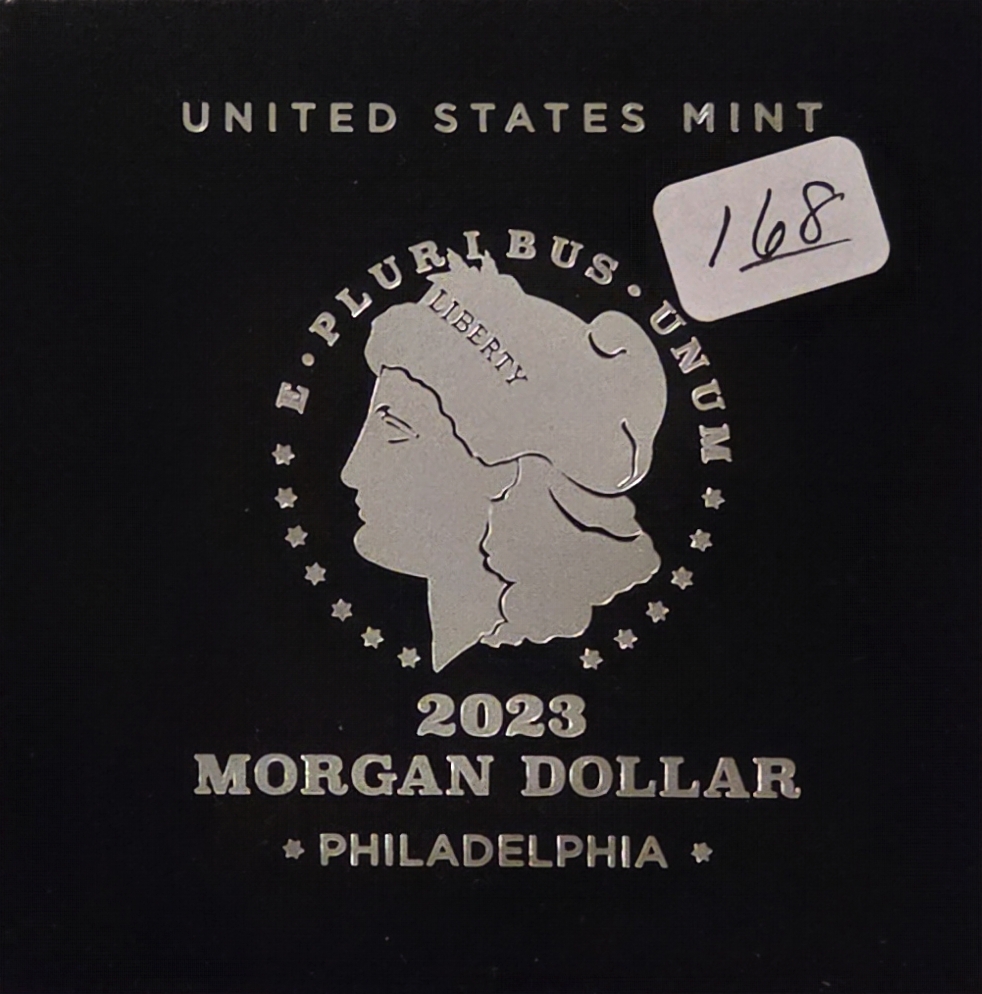 UNITED STATES MINT
168
E • PLURIBUS • UNUM
LIBERTY
2023
MORGAN DOLLAR
* PHILADELPHIA *